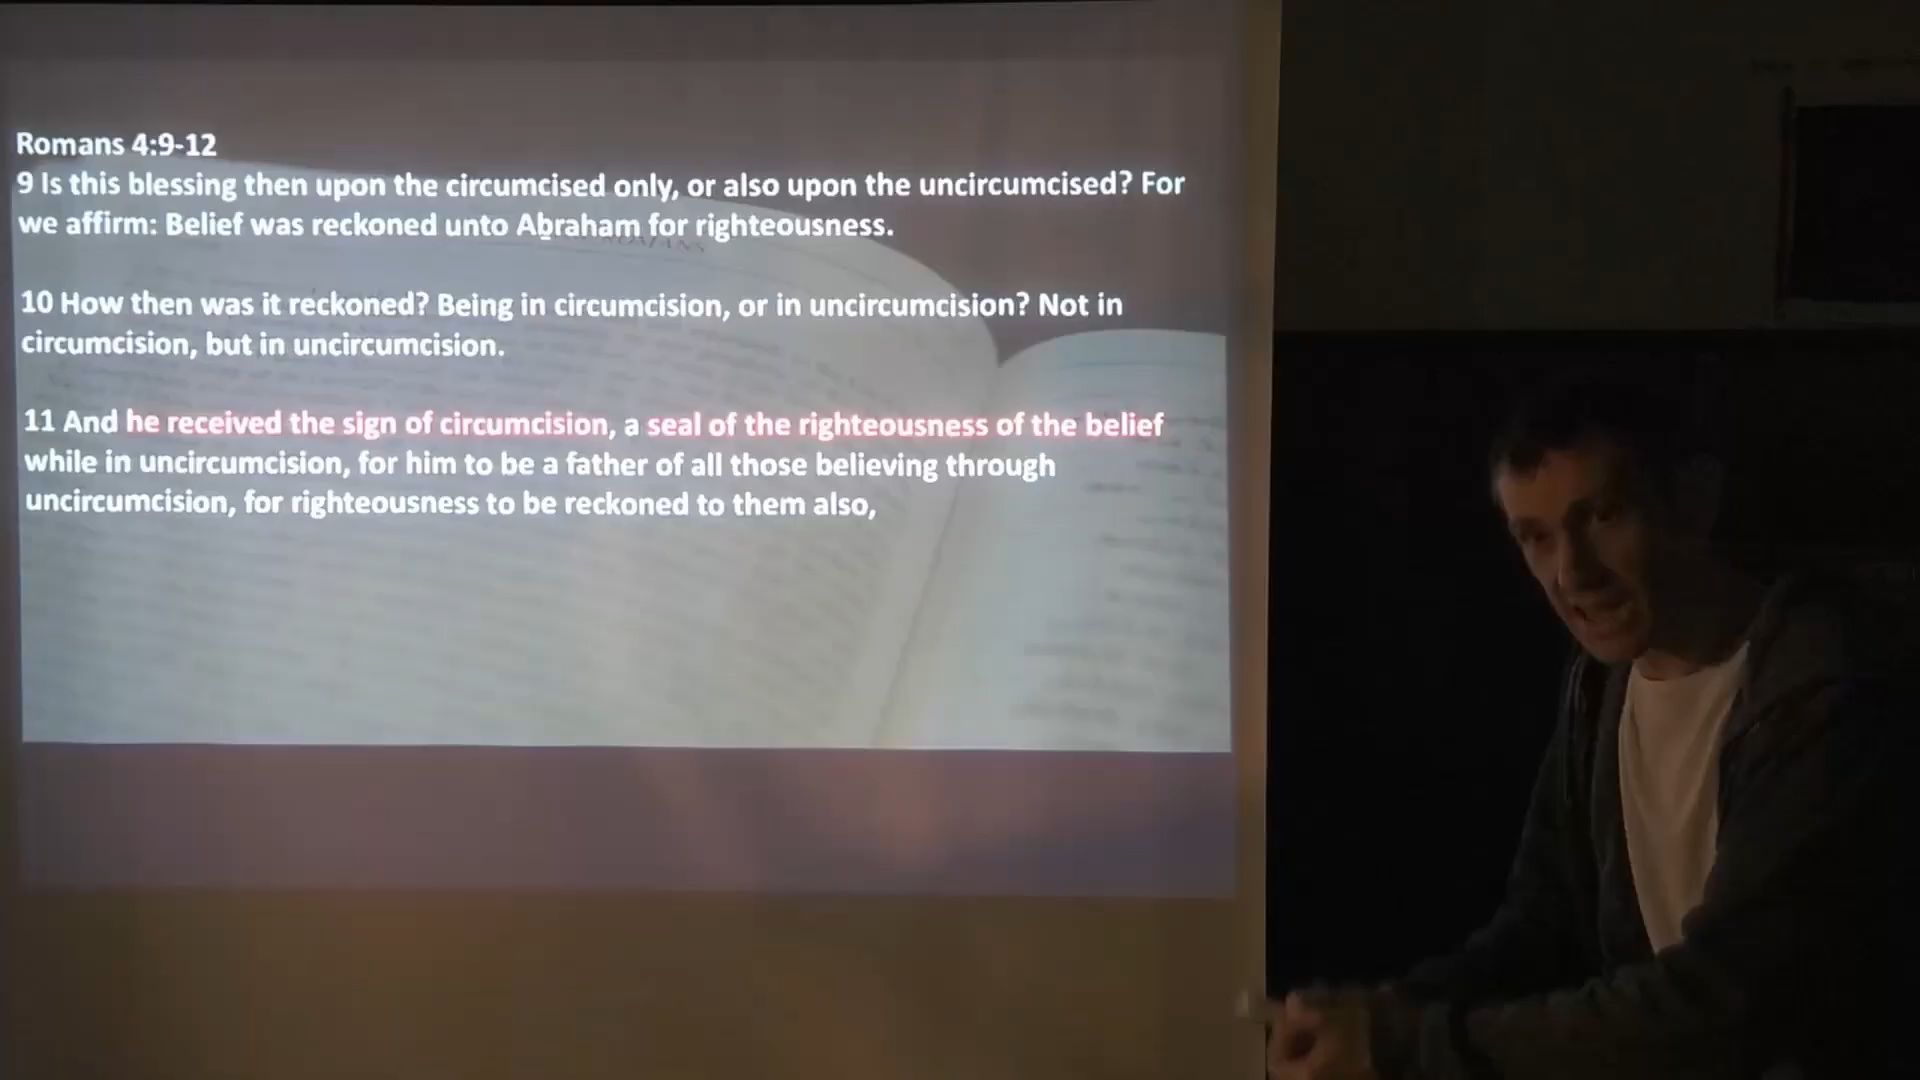 Romans 4:9-12
9 Is this blessing then upon the circumcised only, or also upon the uncircumcised? For
we affirm: Belief was reckoned unto Aḇraham for righteousness.
10 How then was it reckoned? Being in circumcision, or in uncircumcision? Not in
circumcision, but in uncircumcision.
11 And he received the sign of circumcision, a seal of the righteousness of the belief
while in uncircumcision, for him to be a father of all those believing through
uncircumcision, for righteousness to be reckoned to them also,